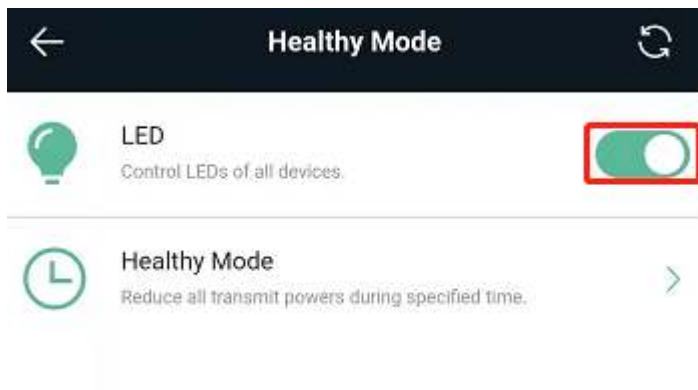 Healthy Mode
LED
Control LEDs of all devices.
Healthy Mode
Reduce all transmit powers during specified time.